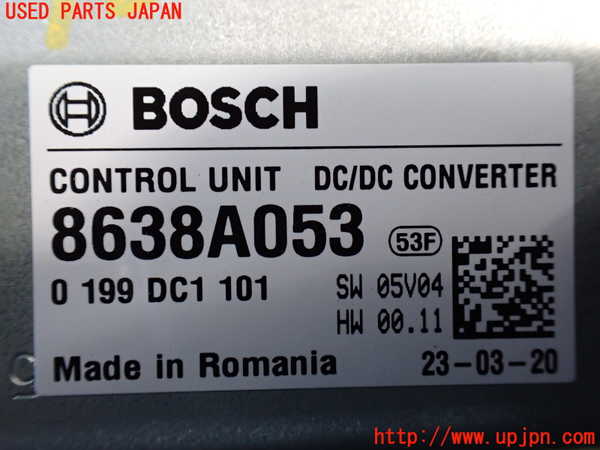 USED PARTS JAPAN
BOSCH
CONTROL UNIT DC/DC CONVERTER
8638A053 53F
0 199 DC1 101 SW 05V04
HW 00.11
Made in Romania 23-03-20
http://www.upjpn.com/